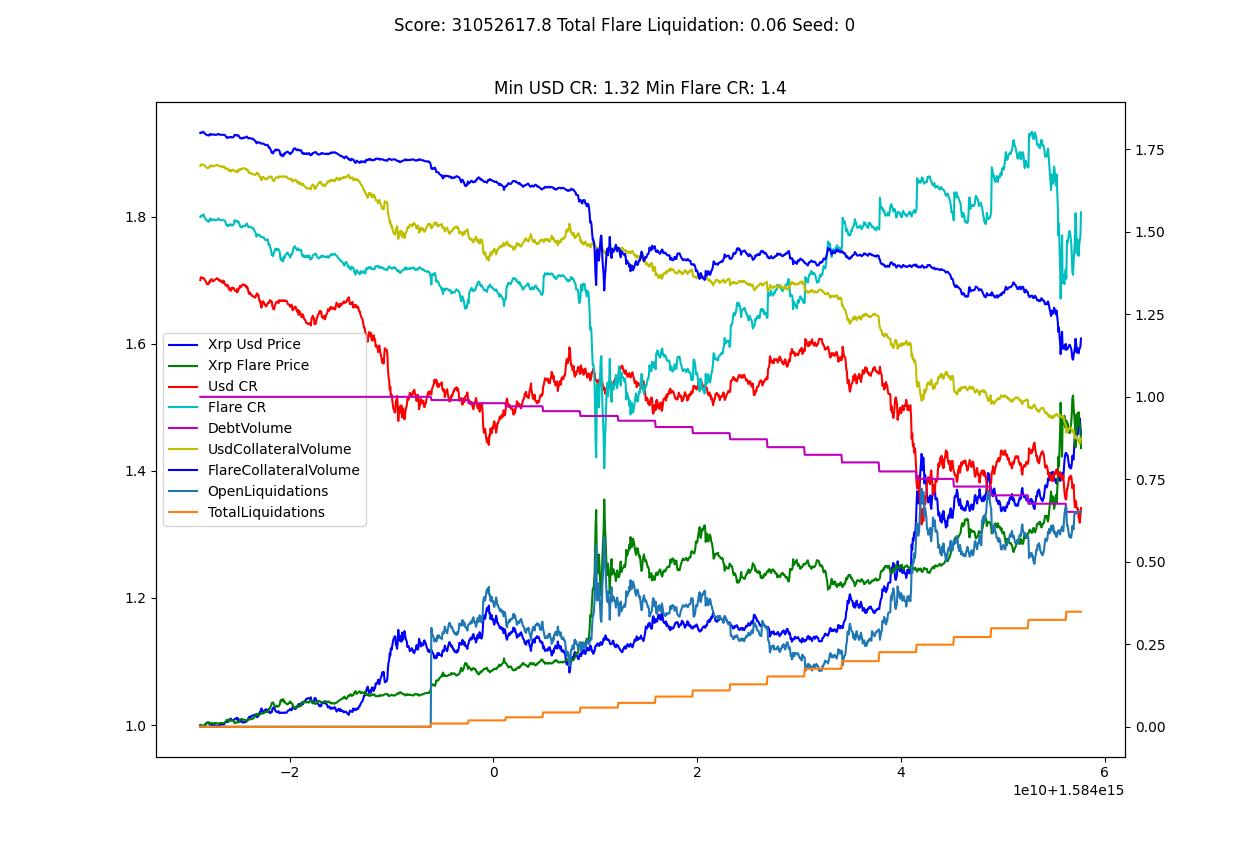 Score: 31052617.8 Total Flare Liquidation: 0.06 Seed: 0
Min USD CR: 1.32 Min Flare CR: 1.4
1.8
1.6
1.4
1.2
1.0
Xrp Usd Price
Xrp Flare Price
Usd CR
Flare CR
DebtVolume
UsdCollateralVolume
FlareCollateralVolume
OpenLiquidations
TotalLiquidations
1.75
1.50
1.25
1.00
0.75
0.50
0.25
0.00
−2 0 2 4 6
1e10+1.584e15